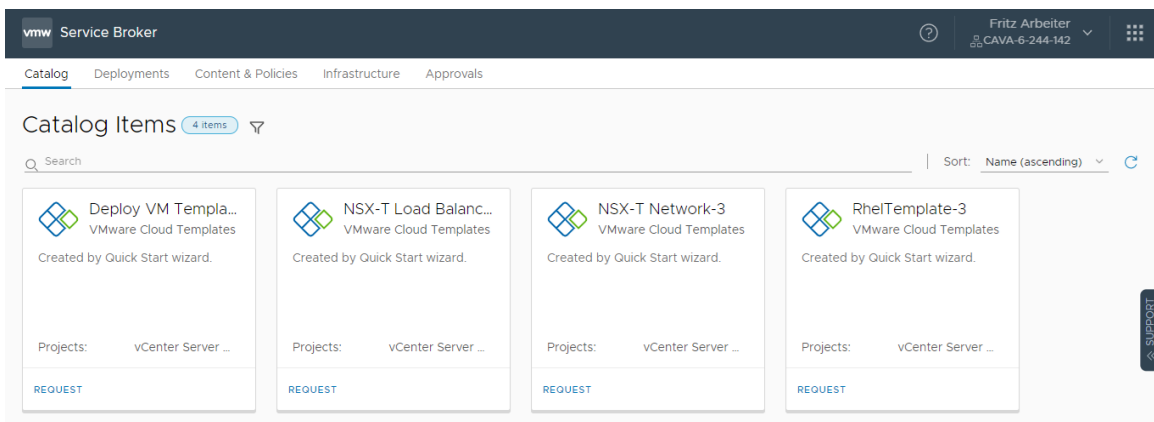 vmw Service Broker
Fritz Arbeiter
CAVA-6-244-142
Catalog Deployments Content & Policies Infrastructure Approvals
Catalog Items 4 items
Search
Sort: Name (ascending)
Deploy VM Templa...
VMware Cloud Templates
Created by Quick Start wizard.
Projects: vCenter Server ...
REQUEST
NSX-T Load Balanc...
VMware Cloud Templates
Created by Quick Start wizard.
Projects: vCenter Server ...
REQUEST
NSX-T Network-3
VMware Cloud Templates
Created by Quick Start wizard.
Projects: vCenter Server ...
REQUEST
RhelTemplate-3
VMware Cloud Templates
Created by Quick Start wizard.
Projects: vCenter Server ...
REQUEST
SUPPORT